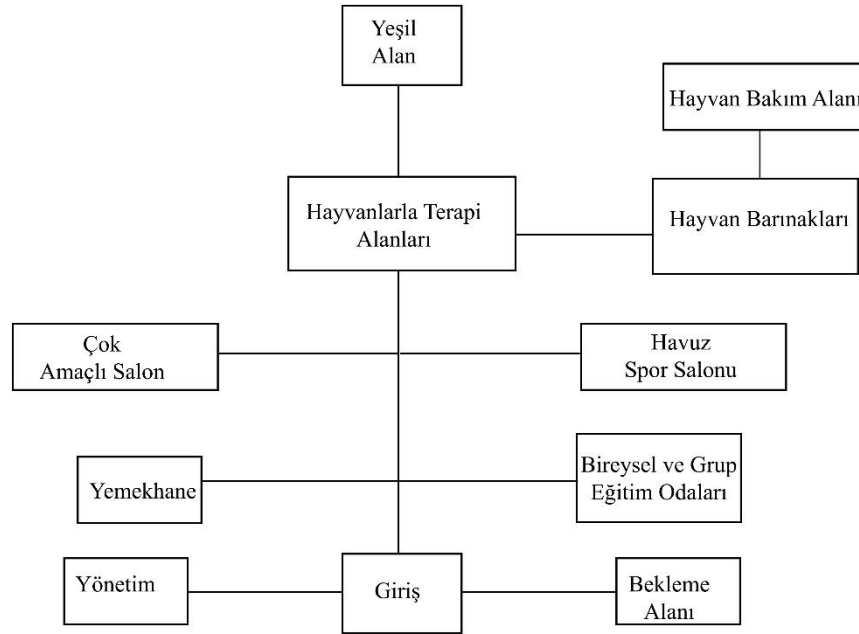 Yeşil
Alan
Hayvan Bakım Alanı
Hayvanlarla Terapi
Alanları
Hayvan Barınakları
Çok
Amaçlı Salon
Havuz
Spor Salonu
Yemekhane
Bireysel ve Grup
Eğitim Odaları
Yönetim
Giriş
Bekleme
Alanı